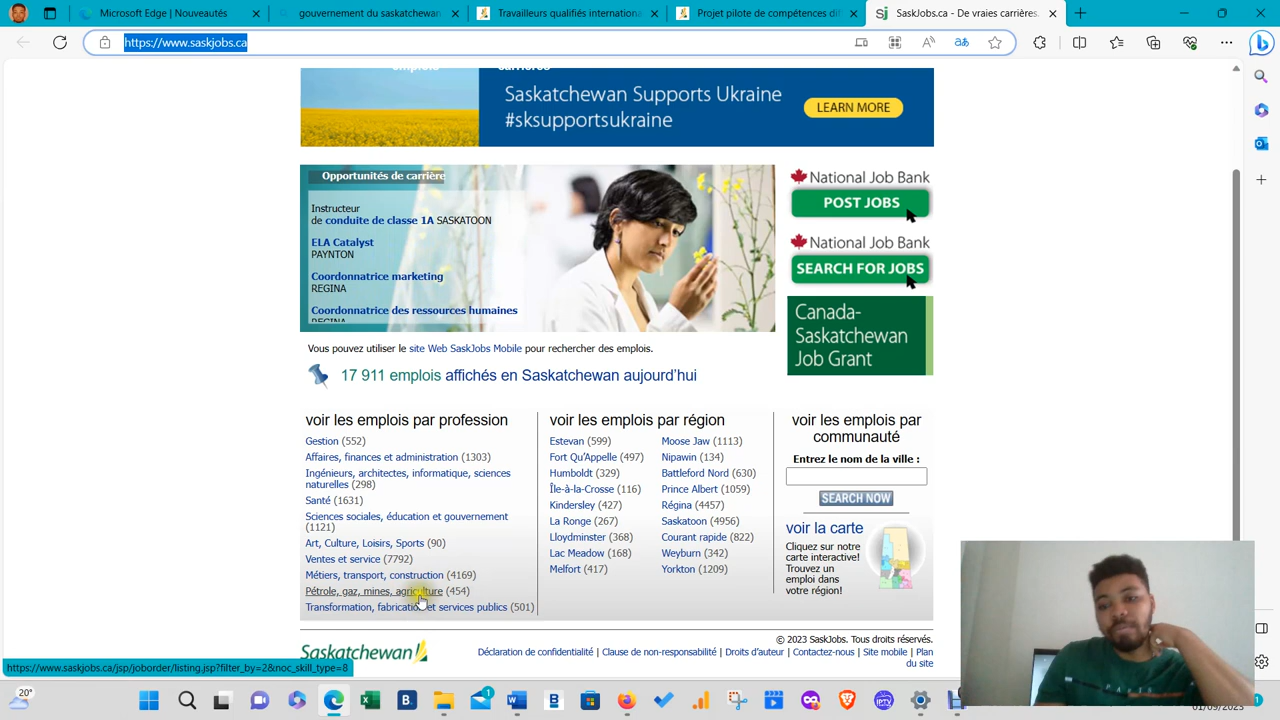 Microsoft Edge | Nouveautés
gouvernement du saskatchewan
Travailleurs qualifiés internation
Projet pilote de compétences di
Sj SaskJobs.ca - De vraies carrières.
https://www.saskjobs.ca
emplois carrières
Saskatchewan Supports Ukraine
#sksupportsukraine
LEARN MORE
Opportunités de carrière
Instructeur
de conduite de classe 1A SASKATOON
ELA Catalyst
PAYNTON
Coordonnatrice marketing
REGINA
Coordonnatrice des ressources humaines
REGINA
National Job Bank
POST JOBS
National Job Bank
SEARCH FOR JOBS
Canada-
Saskatchewan
Job Grant
Vous pouvez utiliser le site Web SaskJobs Mobile pour rechercher des emplois.
17 911 emplois affichés en Saskatchewan aujourd'hui
voir les emplois par profession
Gestion (552)
Affaires, finances et administration (1303)
Ingénieurs, architectes, informatique, sciences
naturelles (298)
Santé (1631)
Sciences sociales, éducation et gouvernement
(1121)
Art, Culture, Loisirs, Sports (90)
Ventes et service (7792)
Métiers, transport, construction (4169)
Pétrole, gaz, mines, agriculture (454)
Transformation, fabrication et services publics (501)
voir les emplois par région
Estevan (599)
Fort Qu'Appelle (497)
Humboldt (329)
Île-à-la-Crosse (116)
Kindersley (427)
La Ronge (267)
Lloydminster (368)
Lac Meadow (168)
Melfort (417)
Moose Jaw (1113)
Nipawin (134)
Battleford Nord (630)
Prince Albert (1059)
Régina (4457)
Saskatoon (4956)
Courant rapide (822)
Weyburn (342)
Yorkton (1209)
voir les emplois par
communauté
Entrez le nom de la ville :
SEARCH NOW
voir la carte
Cliquez sur notre
carte interactive!
Trouvez un
emploi dans
votre région!
Saskatchewan
© 2023 SaskJobs. Tous droits réservés.
Déclaration de confidentialité | Clause de non-responsabilité | Droits d'auteur | Contactez-nous | Site mobile | Plan
du site
https://www.saskjobs.ca/jsp/joborder/listing.jsp?filter_by=2&noc_skill_type=8
20°
1
IPTV
01/09/2023